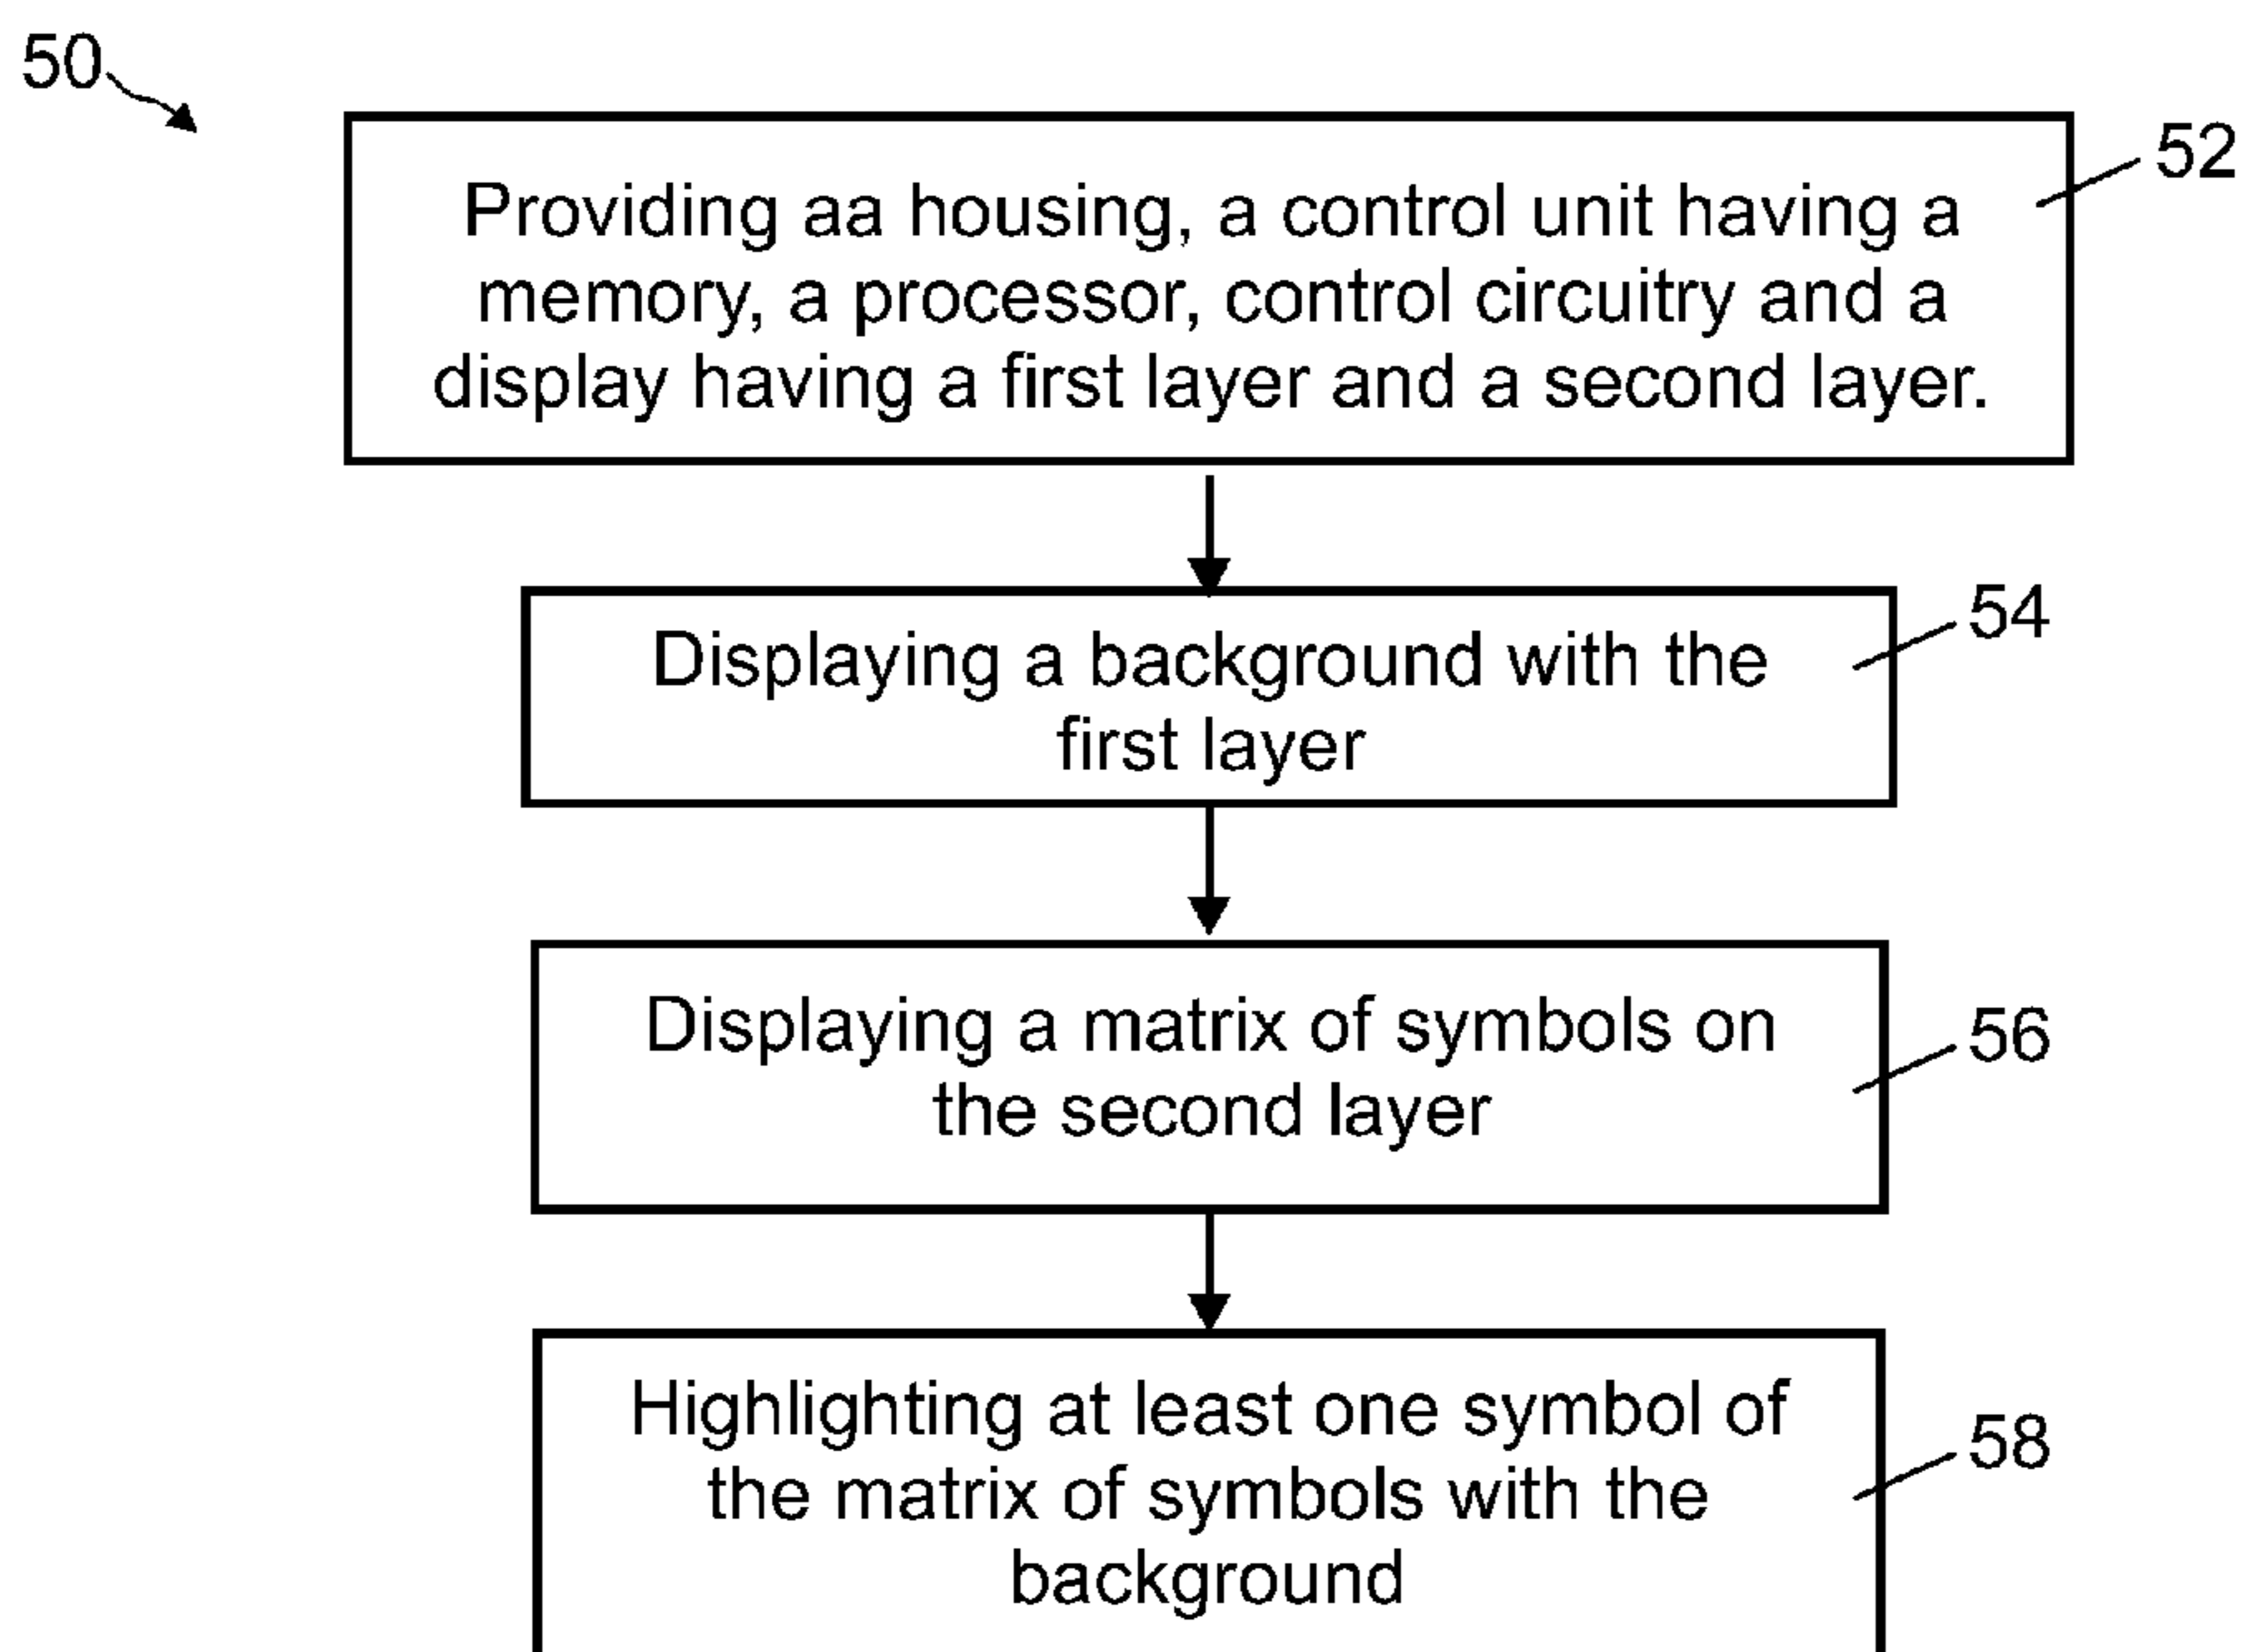 50
52
Providing aa housing, a control unit having a
memory, a processor, control circuitry and a
display having a first layer and a second layer.
54
Displaying a background with the
first layer
Displaying a matrix of symbols on
56
the second layer
Highlighting at least one symbol of
58
the matrix of symbols with the
background